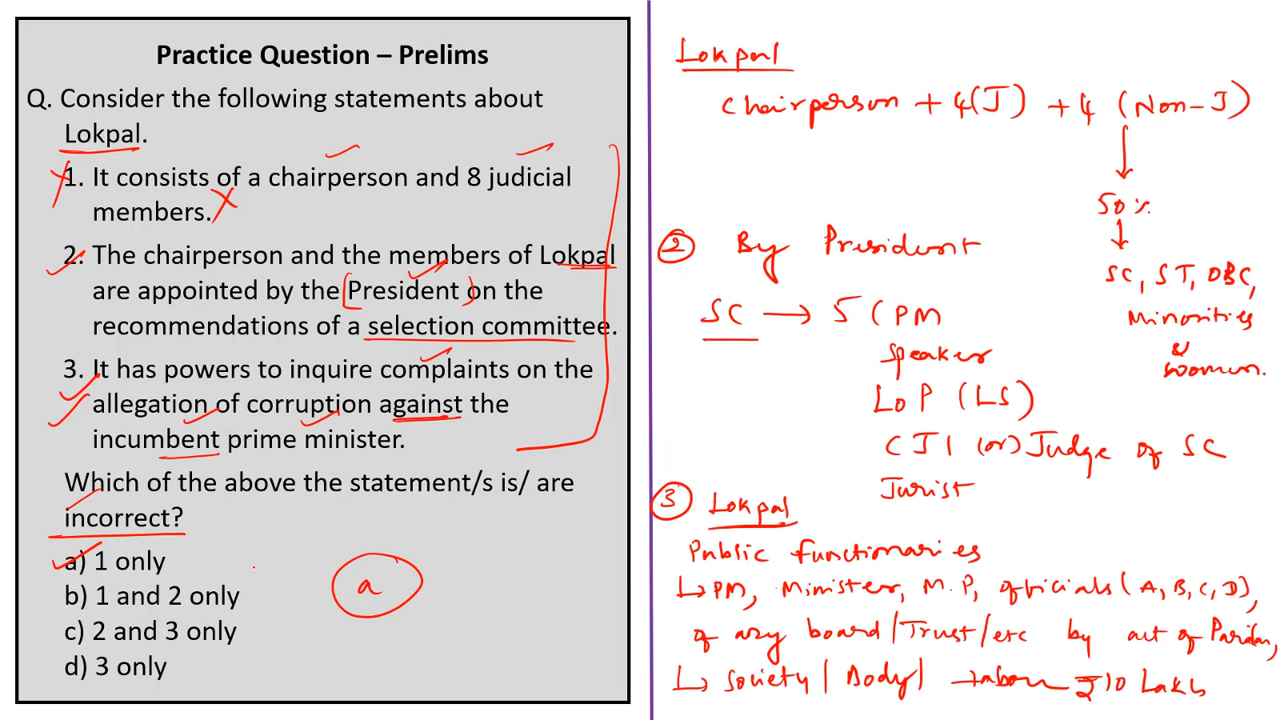 Practice Question – Prelims
Q. Consider the following statements about
Lokpal.
1. It consists of a chairperson and 8 judicial
members.
2. The chairperson and the members of Lokpal
are appointed by the President on the
recommendations of a selection committee.
3. It has powers to inquire complaints on the
allegation of corruption against the
incumbent prime minister.
Which of the above the statement/s is/ are
incorrect?
a) 1 only
b) 1 and 2 only
c) 2 and 3 only
d) 3 only
a
Lokpal
Chairperson + 4(J) + 4 (Non-J)
50%
SC, ST, OBC,
Minorities
&
women.
2 By President
SC → 5 (PM
Speaker
LoP (LS)
CJI (or) Judge of SC
Jurist
3 Lokpal
Public functionaries
↳ PM, Ministers, M.P, officials (A, B, C, D),
of any board/Trust/etc by act of
↳ Society / Body / ₹10 Lakh